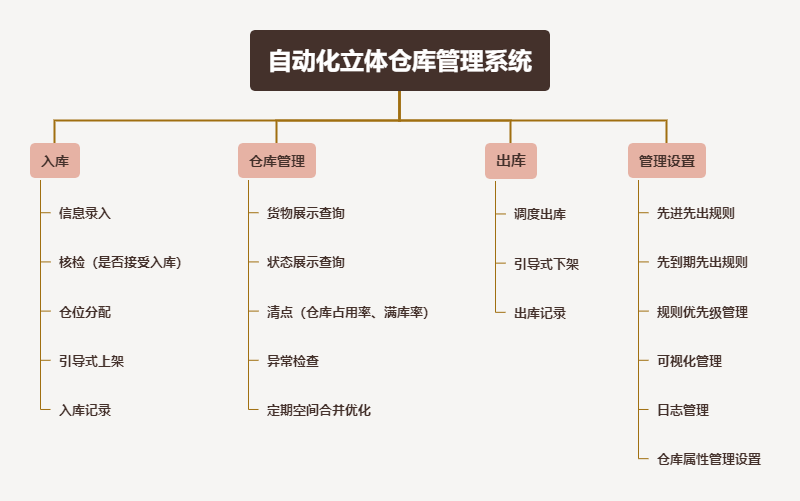 自动化立体仓库管理系统
入库
信息录入
核检（是否接受入库）
仓位分配
引导式上架
入库记录
仓库管理
货物展示查询
状态展示查询
清点（仓库占用率、满库率）
异常检查
定期空间合并优化
出库
调度出库
引导式下架
出库记录
管理设置
先进先出规则
先到期先出规则
规则优先级管理
可视化管理
日志管理
仓库属性管理设置